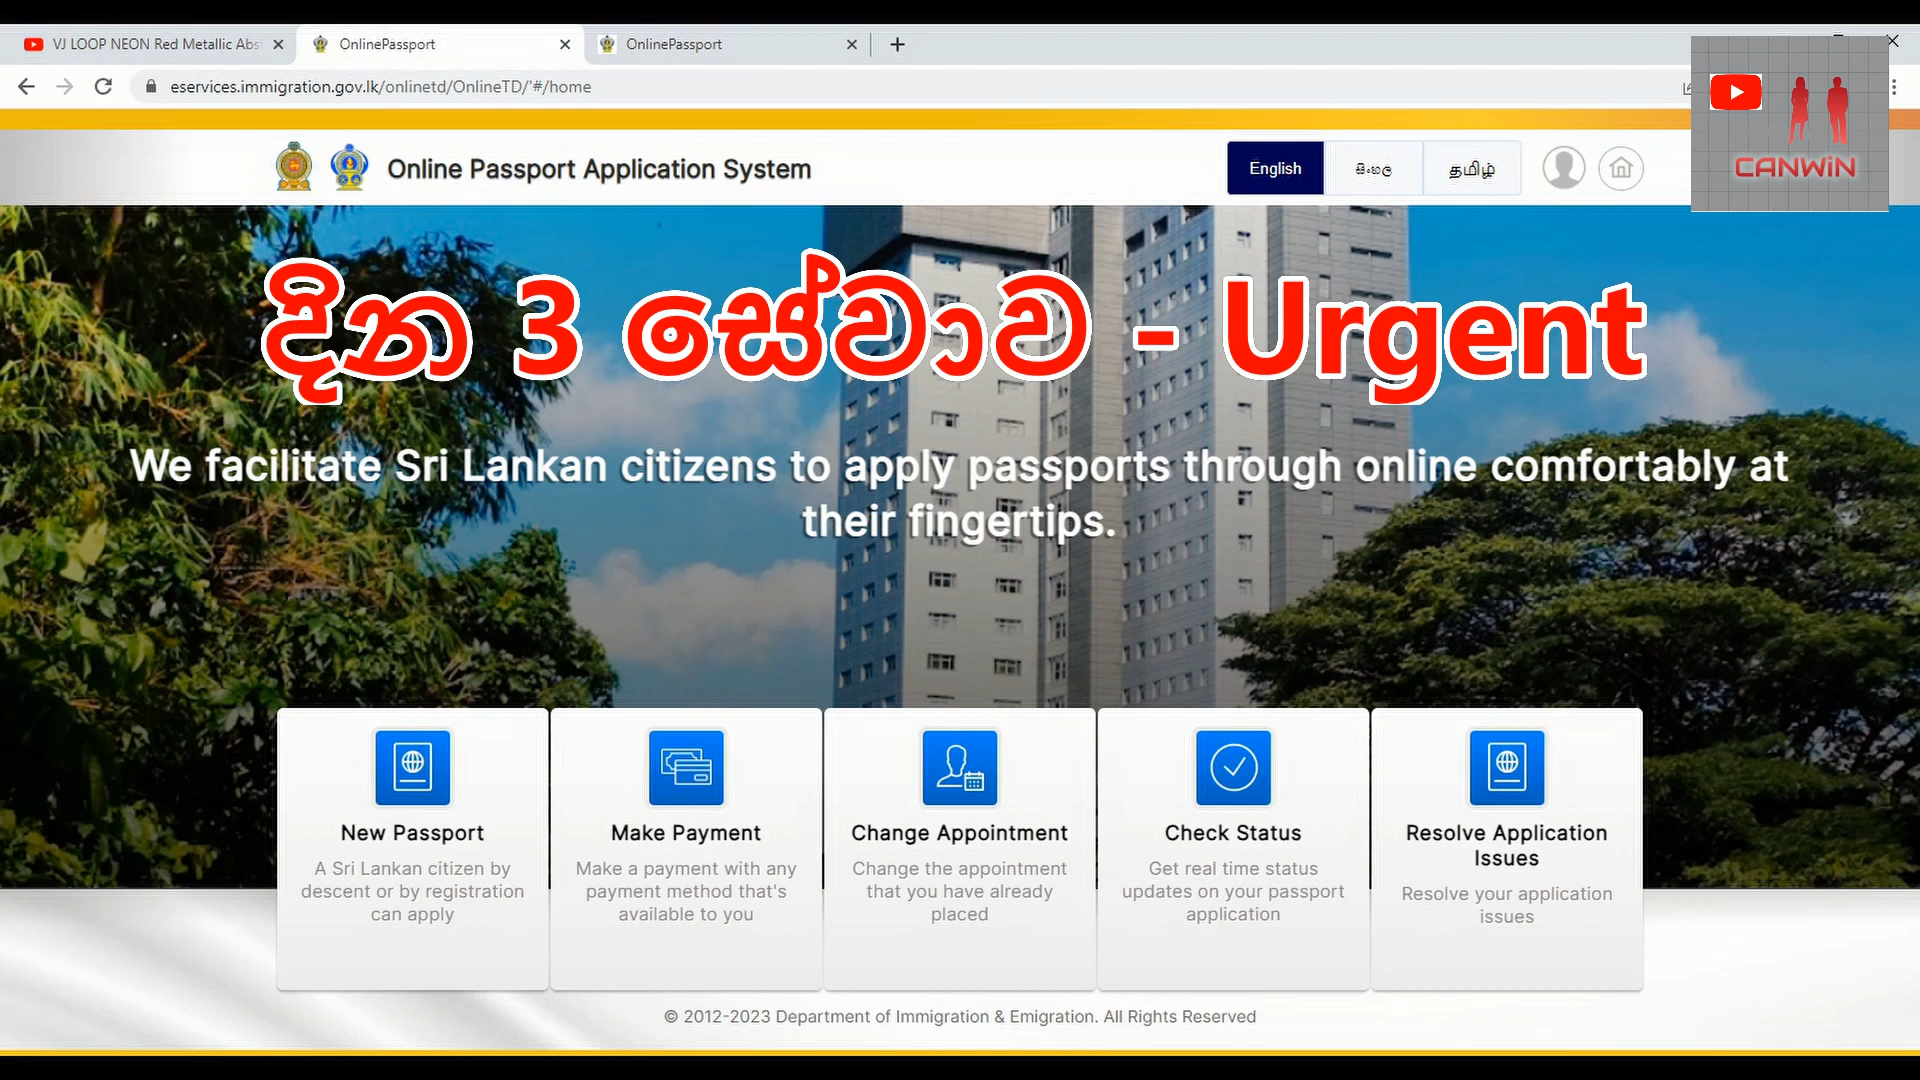 VJ LOOP NEON Red Metallic Abs
OnlinePassport
OnlinePassport
eservices.immigration.gov.lk/onlinetd/OnlineTD/'#/home
CANWiN
Online Passport Application System
English
සිංහල
தமிழ்
දින 3 සේවාව - Urgent
We facilitate Sri Lankan citizens to apply passports through online comfortably at
their fingertips.
New Passport
A Sri Lankan citizen by
descent or by registration
can apply
Make Payment
Make a payment with any
payment method that's
available to you
Change Appointment
Change the appointment
that you have already
placed
Check Status
Get real time status
updates on your passport
application
Resolve Application
Issues
Resolve your application
issues
© 2012-2023 Department of Immigration & Emigration. All Rights Reserved